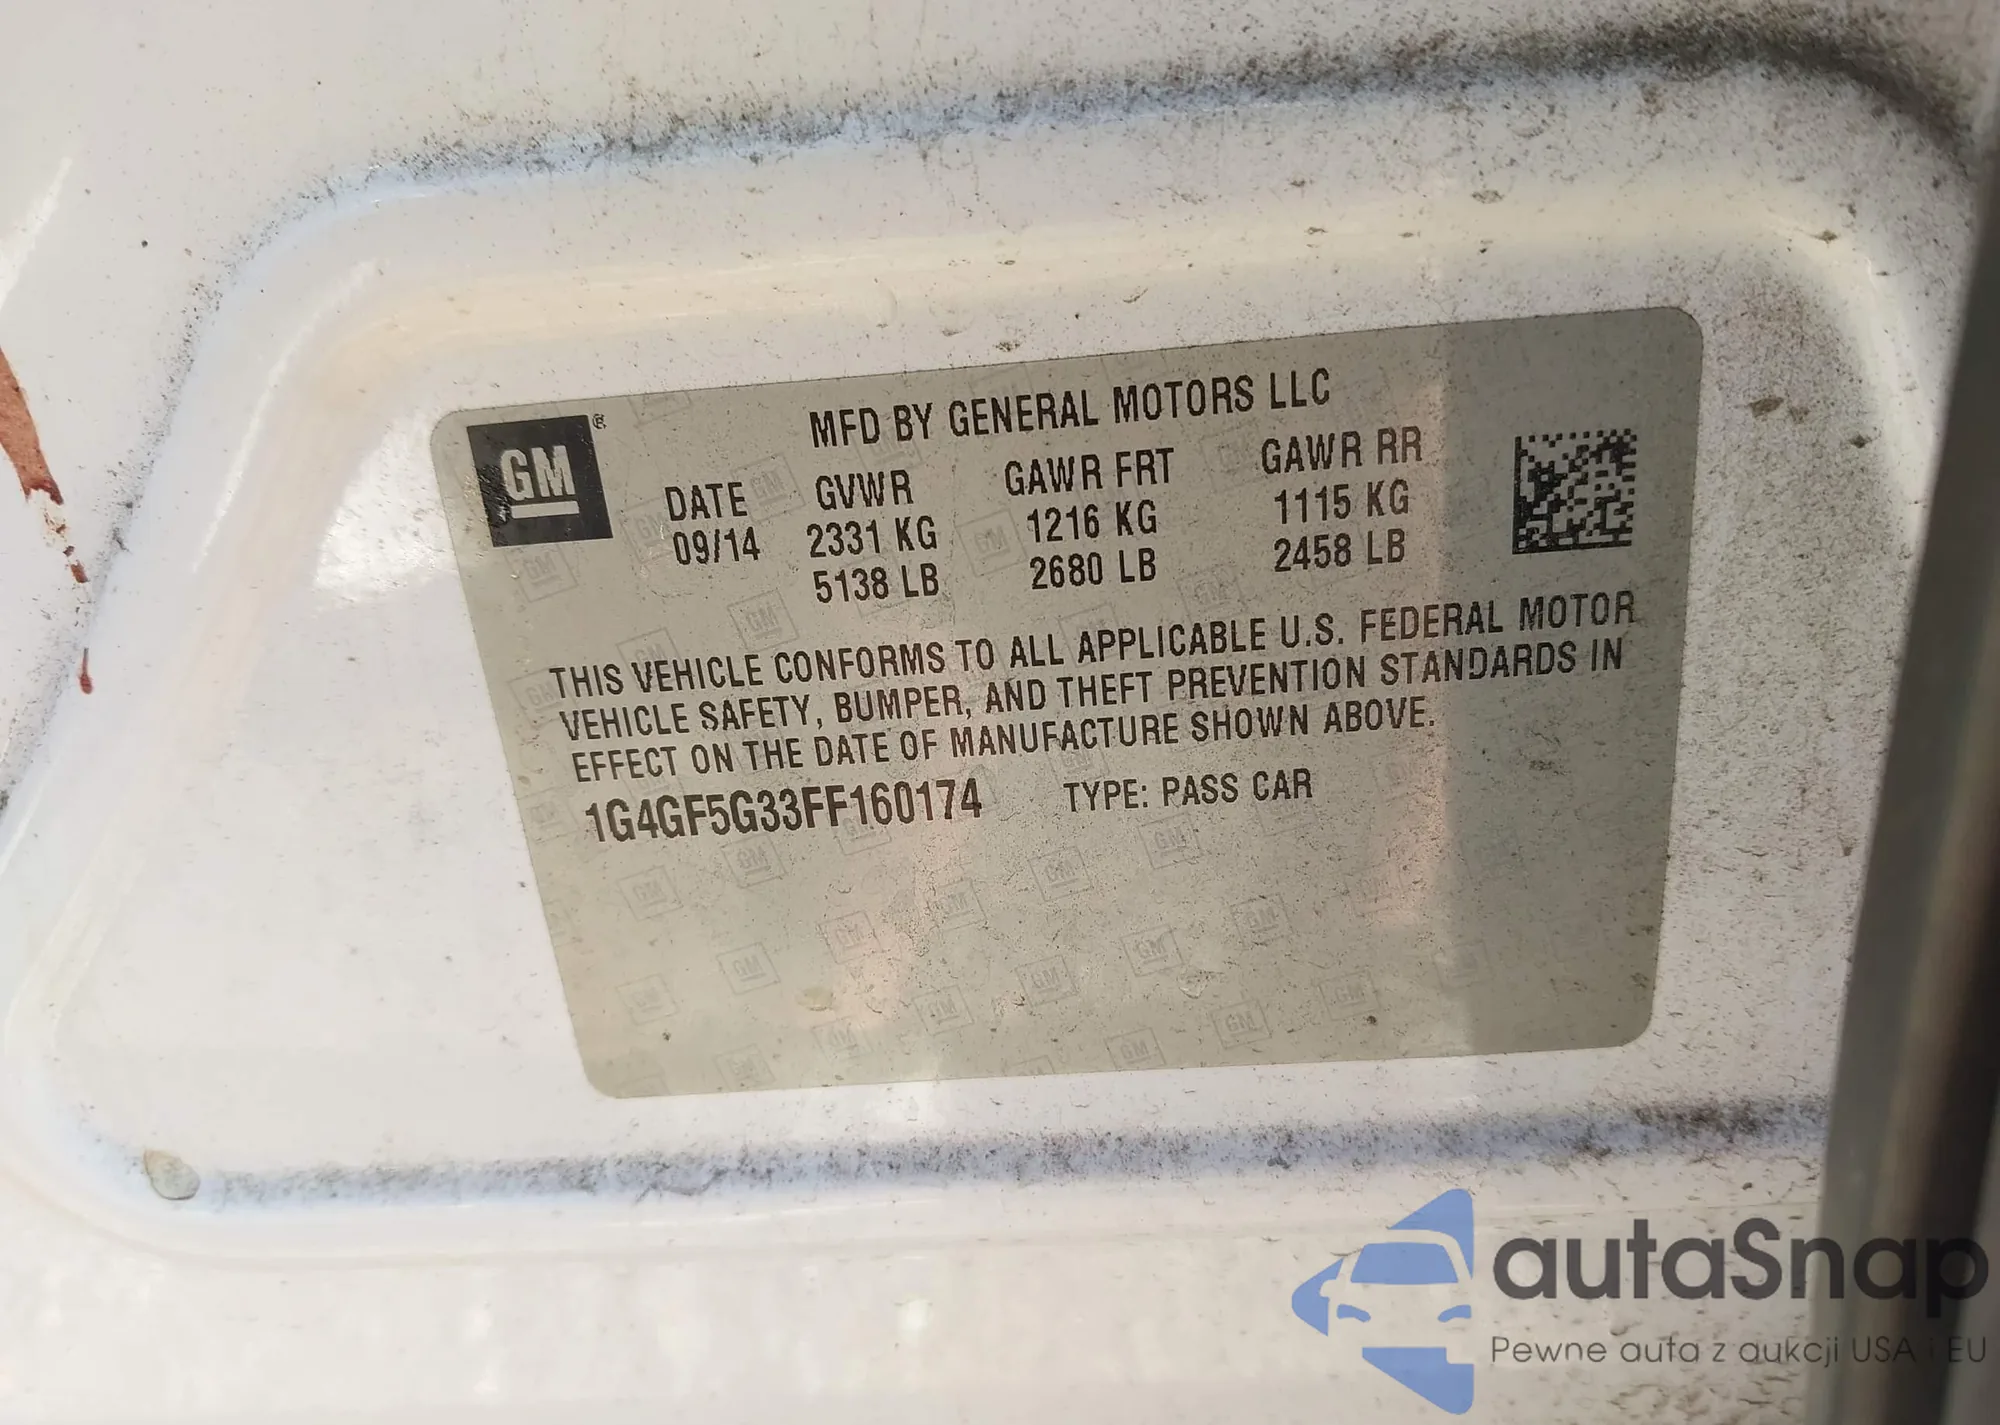 GM ®
MFD BY GENERAL MOTORS LLC
DATE GVWR GAWR FRT GAWR RR
09/14 2331 KG 1216 KG 1115 KG
5138 LB 2680 LB 2458 LB
THIS VEHICLE CONFORMS TO ALL APPLICABLE U.S. FEDERAL MOTOR
VEHICLE SAFETY, BUMPER, AND THEFT PREVENTION STANDARDS IN
EFFECT ON THE DATE OF MANUFACTURE SHOWN ABOVE.
1G4GF5G33FF160174 TYPE: PASS CAR
autaSnap
Pewne auta z aukcji USA i EU